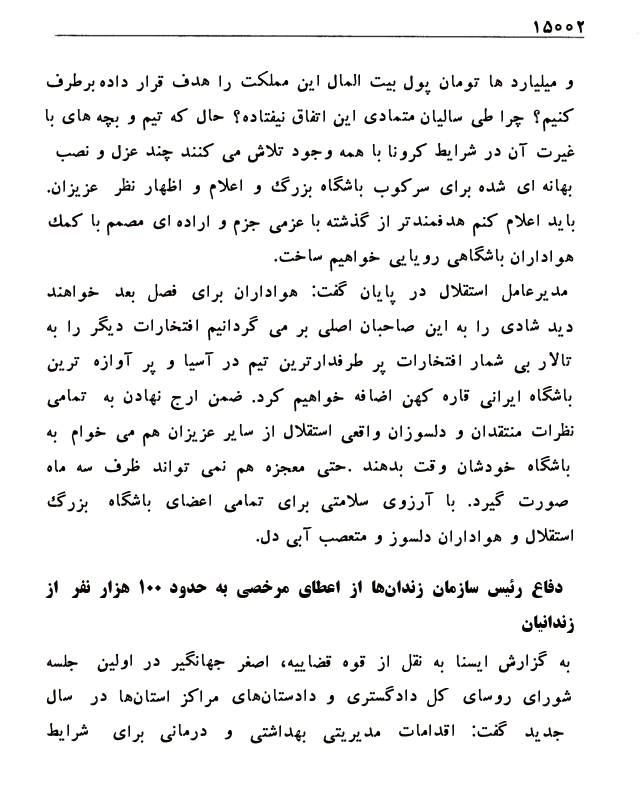 ۱۵۰۰۲
و میلیارد ها تومان پول بیت المال این مملکت را هدف قرار داده برطرف
کنیم؟ چرا طی سالیان متمادی این اتفاق نیفتاده؟ حال که تیم و بچه های با
غیرت آن در شرایط کرونا با همه وجود تلاش می کنند چند عزل و نصب
بهانه ای شده برای سرکوب باشگاه بزرگ و اعلام و اظهار نظر عزیزان.
باید اعلام کنم هدفمندتر از گذشته با عزمی جزم و اراده ای مصمم با کمك
هواداران باشگاهی رویایی خواهیم ساخت.
مدیرعامل استقلال در پایان گفت: هواداران برای فصل بعد خواهند
دید شادی را به این صاحبان اصلی بر می گردانیم افتخارات دیگر را به
تالار بی شمار افتخارات پر طرفدارترین تیم در آسیا و پر آوازه ترین
باشگاه ایرانی قاره کهن اضافه خواهیم کرد. ضمن ارج نهادن به تمامی
نظرات منتقدان و دلسوزان واقعی استقلال از سایر عزیزان هم می خوام به
باشگاه خودشان وقت بدهند .حتی معجزه هم نمی تواند ظرف سه ماه
صورت گیرد. با آرزوی سلامتی برای تمامی اعضای باشگاه بزرگ
استقلال و هواداران دلسوز و متعصب آبی دل.
دفاع رئیس سازمان زندان‌ها از اعطای مرخصی به حدود ۱۰۰ هزار نفر از
زندانیان
به گزارش ایسنا به نقل از قوه قضاییه، اصغر جهانگیر در اولین جلسه
شورای روسای کل دادگستری و دادستان‌های مراکز استان‌ها در سال
جدید گفت: اقدامات مدیریتی بهداشتی و درمانی برای شرایط